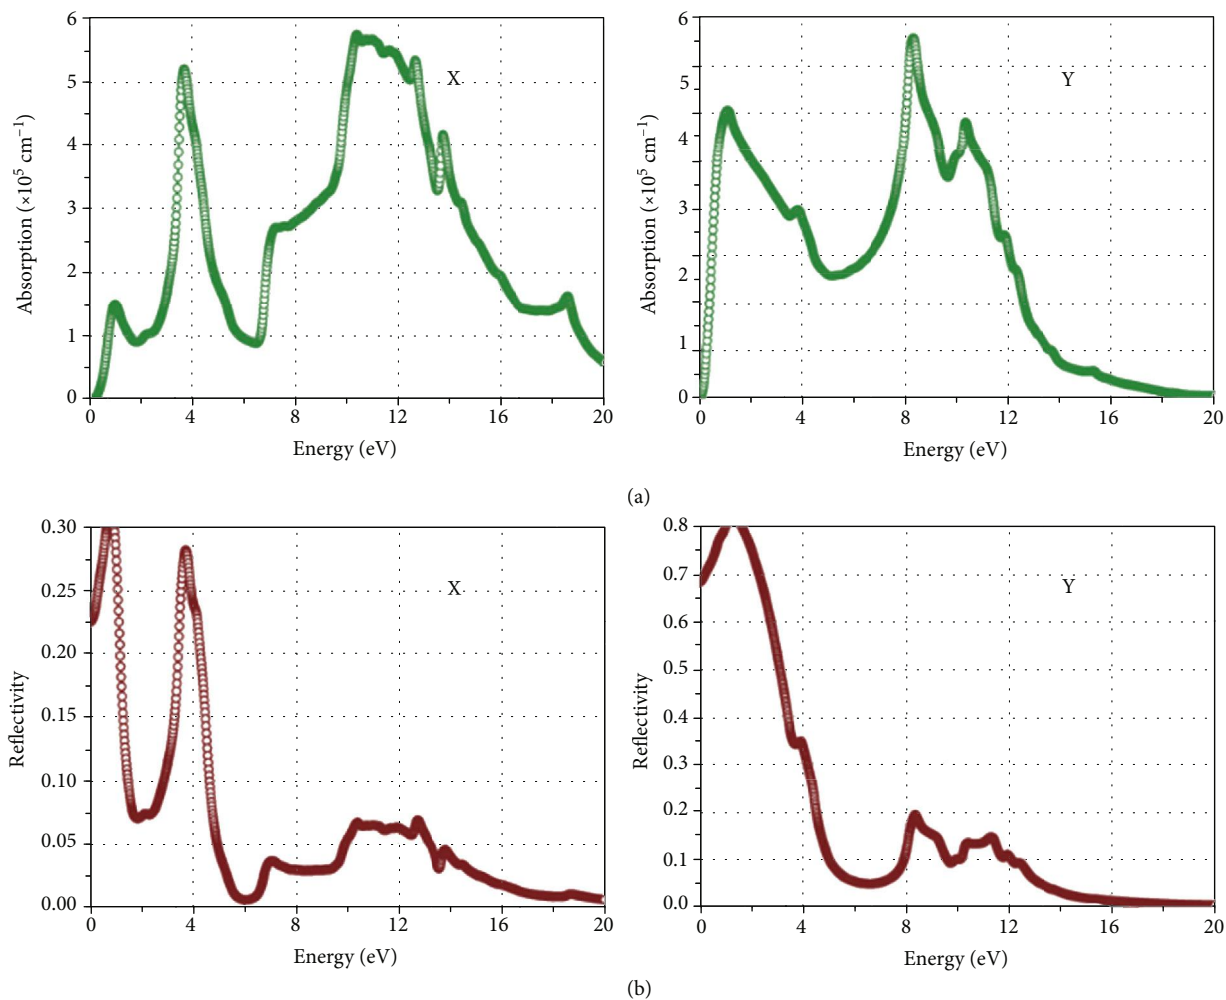 6
5
4
3
2
1
0
Absorption (×10⁵ cm⁻¹)
X
0 4 8 12 16 20
Energy (eV)
6
5
4
3
2
1
0
Absorption (×10⁵ cm⁻¹)
Y
0 4 8 12 16 20
Energy (eV)
(a)
0.30
0.25
0.20
0.15
0.10
0.05
0.00
Reflectivity
X
0 4 8 12 16 20
Energy (eV)
0.8
0.7
0.6
0.5
0.4
0.3
0.2
0.1
0.0
Reflectivity
Y
0 4 8 12 16 20
Energy (eV)
(b)